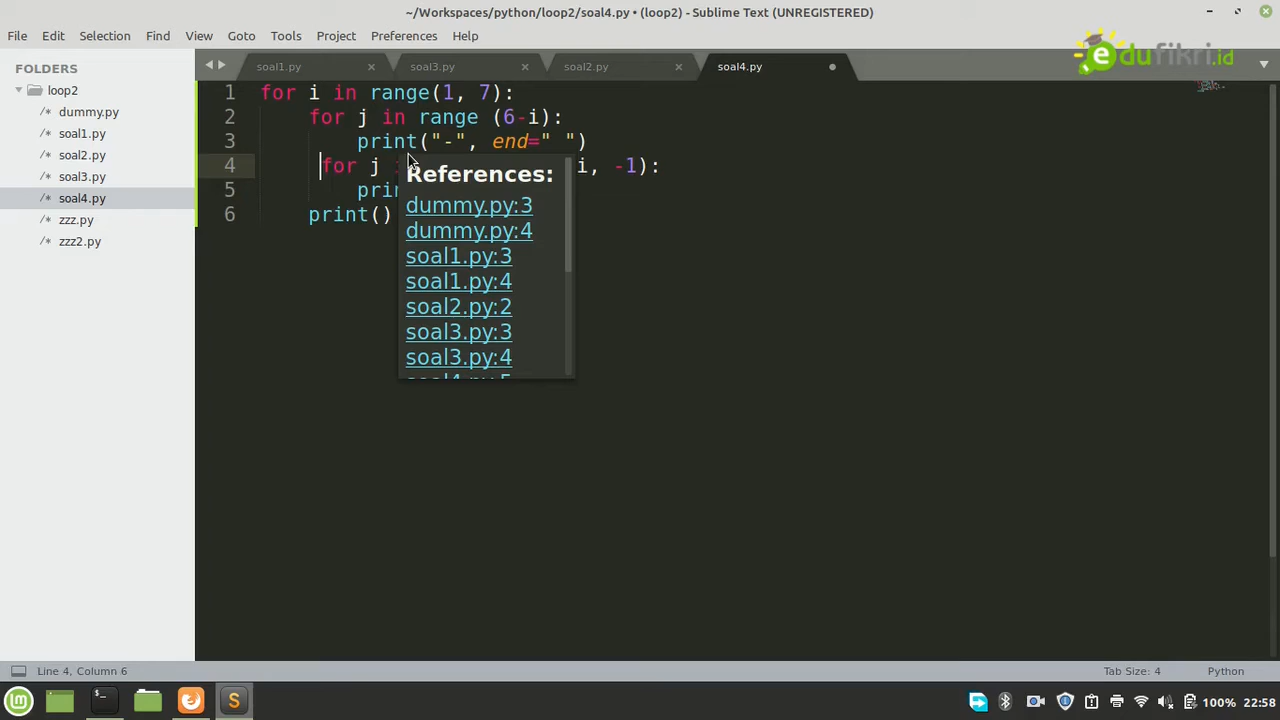 ~/Workspaces/python/loop2/soal4.py • (loop2) - Sublime Text (UNREGISTERED)
File Edit Selection Find View Goto Tools Project Preferences Help
edufikri.id
FOLDERS
loop2
dummy.py
soal1.py
soal2.py
soal3.py
soal4.py
zzz.py
zzz2.py
soal1.py soal3.py soal2.py soal4.py
1 for i in range(1, 7):
2 for j in range (6-i):
3 print("-", end=" ")
4 for j i, -1):
5
6 print()
References:
dummy.py:3
dummy.py:4
soal1.py:3
soal1.py:4
soal2.py:2
soal3.py:3
soal3.py:4
soal4.py:5
Line 4, Column 6
Tab Size: 4 Python
100% 22:58